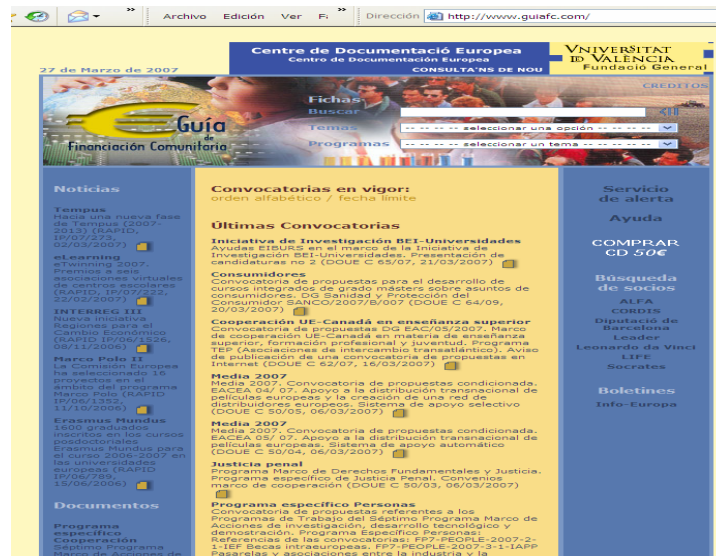 Archivo Edición Ver F: » Dirección http://www.guiafc.com/
Centre de Documentació Europea
Centro de Documentación Europea
CONSULTA'NS DE NOU
VNIVERSITAT
ID VALÈNCIA
Fundació General
27 de Marzo de 2007
CREDITOS
Guía
Financiación Comunitaria
Fichas
Buscar
Temas -- -- -- -- -- seleccionar una opción -- -- -- -- --
Programas -- -- -- -- -- seleccionar un tema -- -- -- -- --
Noticias
Tempus
Hacia una nueva fase
de Tempus (2007-
2013) (RAPID,
IP/07/273,
02/03/2007)
eLearning
eTwinning 2007.
Premios a seis
asociaciones virtuales
de centros escolares
(RAPID, IP/07/222,
22/02/2007)
INTERREG III
Nueva iniciativa
Regiones para el
Cambio Económico
(RAPID IP/06/1526,
08/11/2006)
Marco Polo II
La Comisión Europea
ha seleccionado 16
proyectos en el
ámbito del programa
Marco Polo (RAPID
IP/06/1352,
11/10/2006)
Erasmus Mundus
1600 graduados
inscritos en los cursos
posdoctoriales
Erasmus Mundus para
el curso 2006-2007 en
las universidades
europeas (RAPID
IP/06/789,
15/06/2006)
Documentos
Programa
específico
Cooperación
Séptimo Programa
Marco de Acciones de
Convocatorias en vigor:
orden alfabético / fecha límite
Últimas Convocatorias
Iniciativa de Investigación BEI-Universidades
Ayudas EIBURS en el marco de la Iniciativa de
Investigación BEI-Universidades. Presentación de
candidaturas no 2 (DOUE C 65/07, 21/03/2007)
Consumidores
Convocatoria de propuestas para el desarrollo de
cursos integrados de grado másters sobre asuntos de
consumidores. DG Sanidad y Protección del
Consumidor SANCO/2007/B/007 (DOUE C 64/09,
20/03/2007)
Cooperación UE-Canadá en enseñanza superior
Convocatoria de propuestas DG EAC/05/2007. Marco
de cooperación UE-Canadá en materia de enseñanza
superior, formación profesional y juventud. Programa
TEP (Asociaciones de intercambio transatlántico). Aviso
de publicación de una convocatoria de propuestas en
Internet (DOUE C 62/07, 16/03/2007)
Media 2007
Media 2007. Convocatoria de propuestas condicionada.
EACEA 04/ 07. Apoyo a la distribución transnacional de
películas europeas y la creación de una red de
distribuidores europeos. Sistema de apoyo selectivo
(DOUE C 50/05, 06/03/2007)
Media 2007
Media 2007. Convocatoria de propuestas condicionada.
EACEA 05/ 07. Apoyo a la distribución transnacional de
películas europeas. Sistema de apoyo automático
(DOUE C 50/04, 06/03/2007)
Justicia penal
Programa Marco de Derechos Fundamentales y Justicia.
Programa específico de Justicia Penal. Convenios
marco de cooperación (DOUE C 50/03, 06/03/2007)
Programa específico Personas
Convocatoria de propuestas referentes a los
Programas de Trabajo del Séptimo Programa Marco de
Acciones de investigación, desarrollo tecnológico y
demostración. Programa Específico Personas:
Referencias de las convocatorias: FP7-PEOPLE-2007-2-
1-IEF Becas intraeuropeas. FP7-PEOPLE-2007-3-1-IAPP
Pasarelas y asociaciones entre la industria y la
Servicio
de alerta
Ayuda
COMPRAR
CD 50€
Búsqueda
de socios
ALFA
CORDIS
Diputació de
Barcelona
Leader
Leonardo da Vinci
LIFE
Socrates
Boletines
Info-Europa